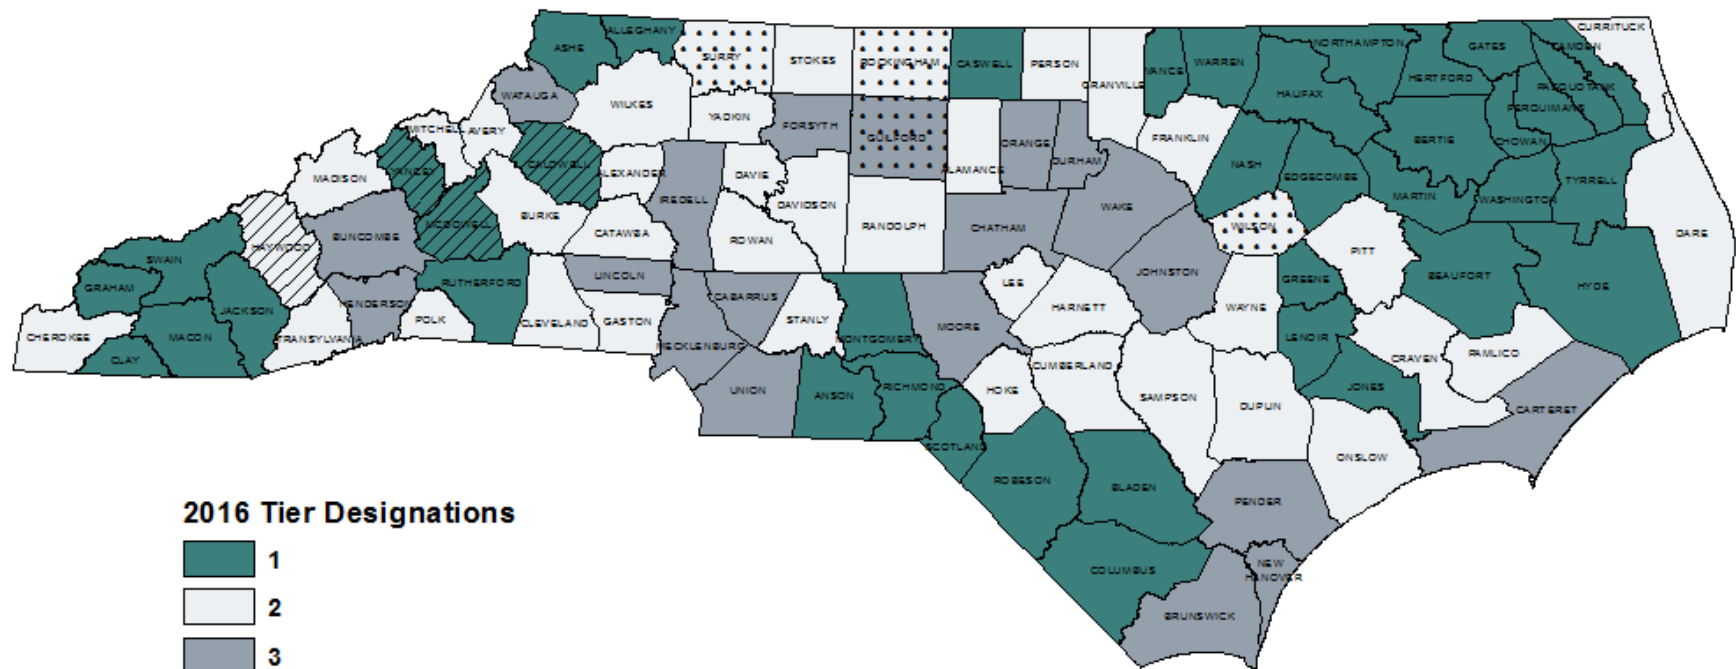 ALLEGHANY
ASHE
SURRY
STOKES
ROCKINGHAM
CASWELL
PERSON
GRANVILLE
VANCE
WARREN
NORTHAMPTON
GATES
CAMDEN
CURRITUCK
HERTFORD
HALIFAX
PASQUOTANK
PERQUIMANS
WATAUGA
WILKES
YADKIN
FORSYTH
GUILFORD
ALAMANCE
ORANGE
DURHAM
FRANKLIN
NASH
EDGECOMBE
BERTIE
CHOWAN
MITCHELL
AVERY
CALDWELL
ALEXANDER
DAVIE
MADISON
YANCEY
MCDOWELL
BURKE
IREDELL
DAVIDSON
WAKE
MARTIN
WASHINGTON
TYRRELL
HAYWOOD
BUNCOMBE
CATAWBA
ROWAN
RANDOLPH
CHATHAM
WILSON
PITT
DARE
SWAIN
GRAHAM
JACKSON
RUTHERFORD
LINCOLN
CABARRUS
LEE
JOHNSTON
GREENE
BEAUFORT
HYDE
HENDERSON
CHEROKEE
MACON
CLAY
TRANSYLVANIA
POLK
CLEVELAND
GASTON
MECKLENBURG
STANLY
MONTGOMERY
MOORE
HARNETT
WAYNE
LENOIR
CRAVEN
PAMLICO
UNION
ANSON
RICHMOND
HOKE
CUMBERLAND
SAMPSON
DUPLIN
JONES
CARTERET
SCOTLAND
ROBESON
BLADEN
ONSLOW
PENDER
COLUMBUS
NEW
HANOVER
BRUNSWICK
2016 Tier Designations
1
2
3